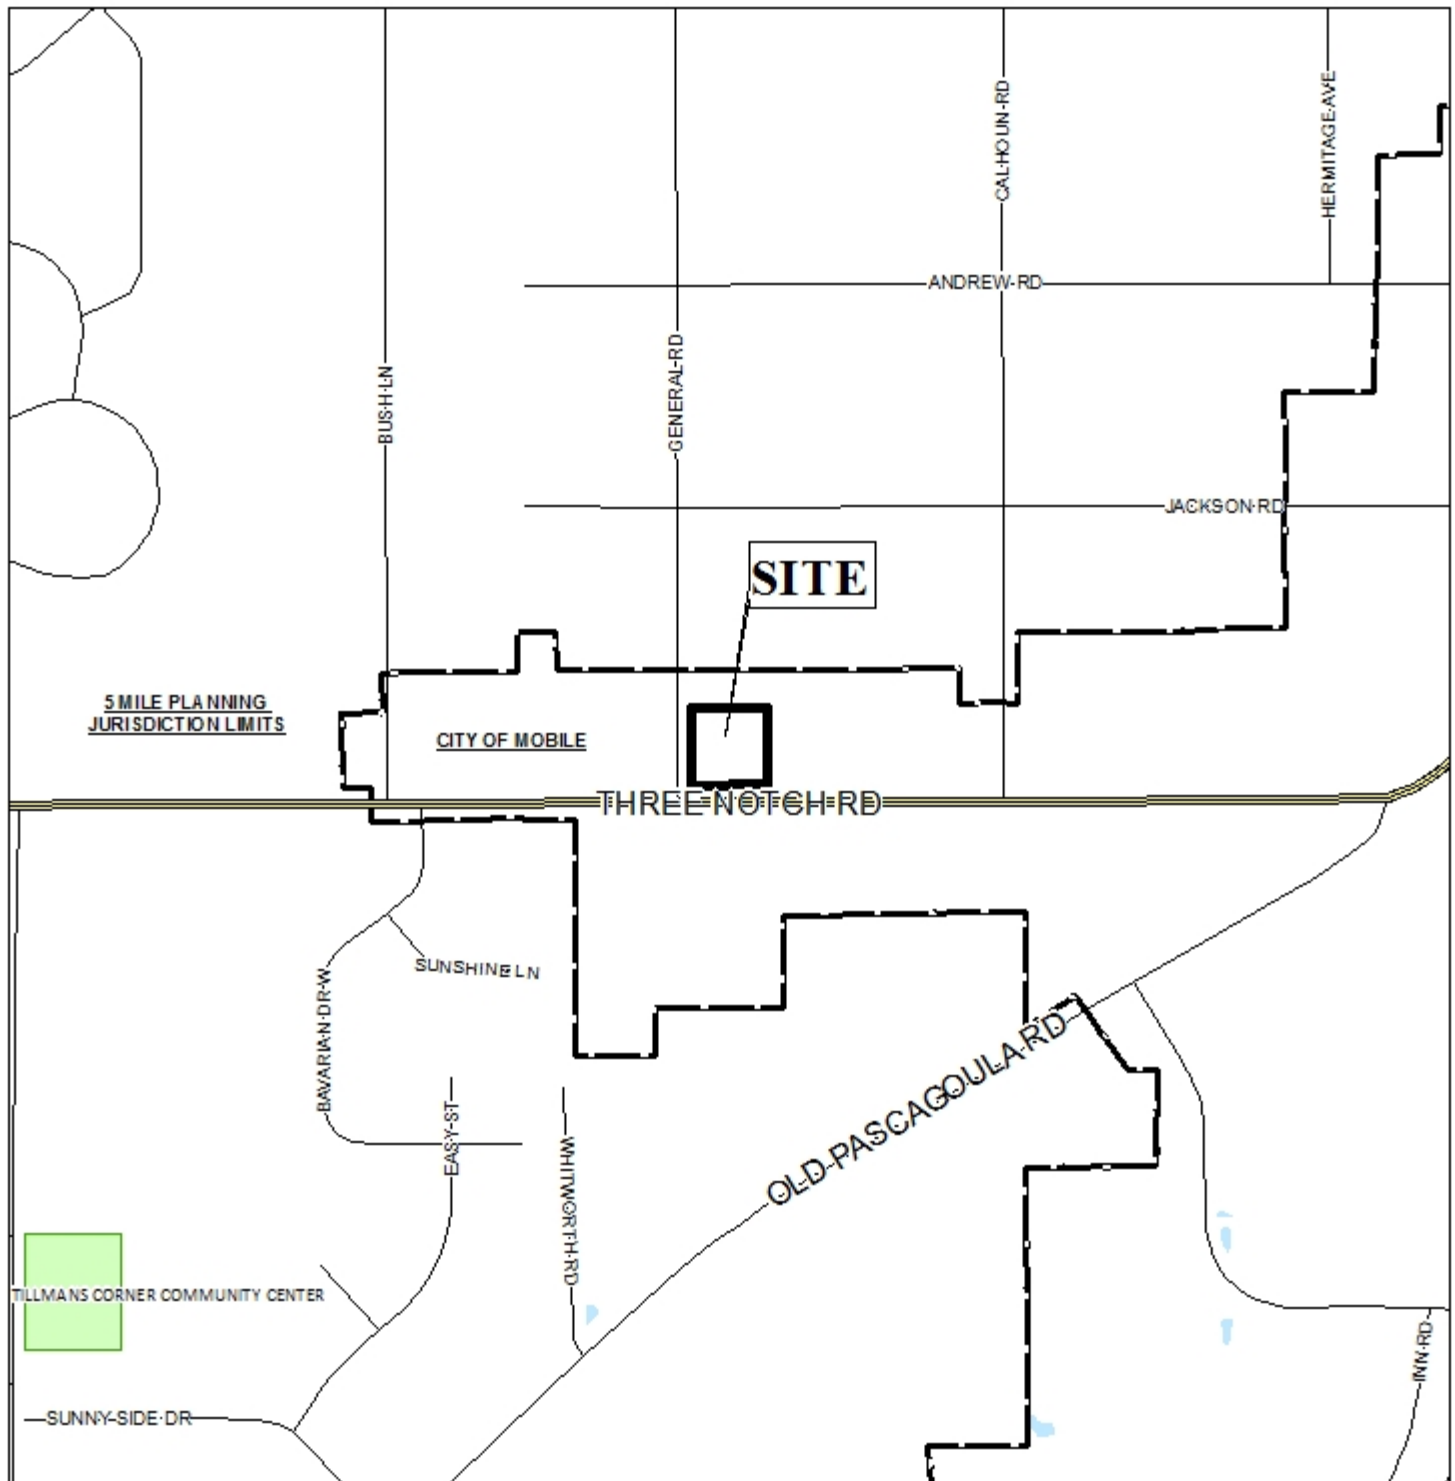 HERMITAGE AVE
CALHOUN RD
ANDREW RD
GENERAL RD
BUSH LN
JACKSON RD
SITE
5 MILE PLANNING
JURISDICTION LIMITS
CITY OF MOBILE
THREE NOTCH RD
SUNSHINE LN
BAVARIAN DR W
OLD PASCAGOULA RD
EASY ST
WHITWORTH RD
TILLMANS CORNER COMMUNITY CENTER
INN RD
SUNNY SIDE DR